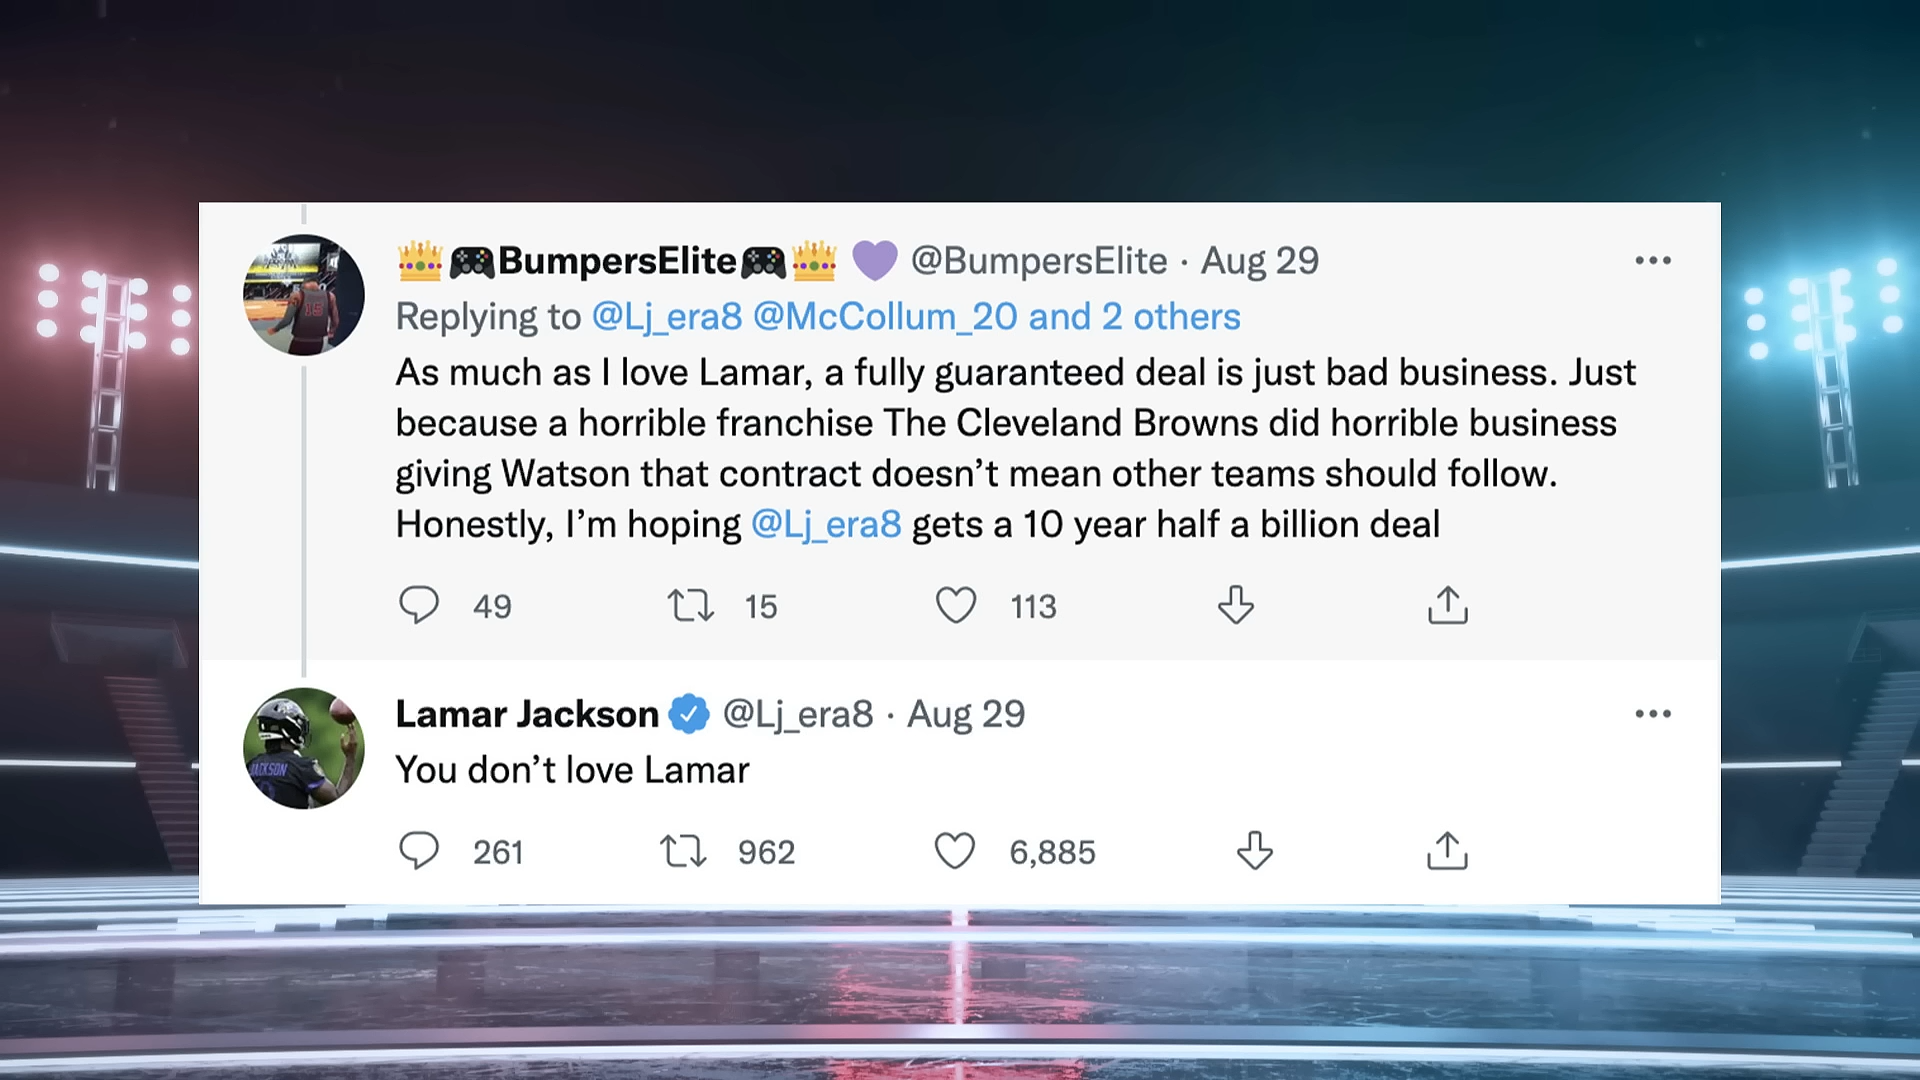 👑🎮BumpersElite🎮👑 💜 @BumpersElite · Aug 29
Replying to @Lj_era8 @McCollum_20 and 2 others
As much as I love Lamar, a fully guaranteed deal is just bad business. Just
because a horrible franchise The Cleveland Browns did horrible business
giving Watson that contract doesn’t mean other teams should follow.
Honestly, I’m hoping @Lj_era8 gets a 10 year half a billion deal
49 15 113
Lamar Jackson @Lj_era8 · Aug 29
You don’t love Lamar
261 962 6,885
15
JACKSON